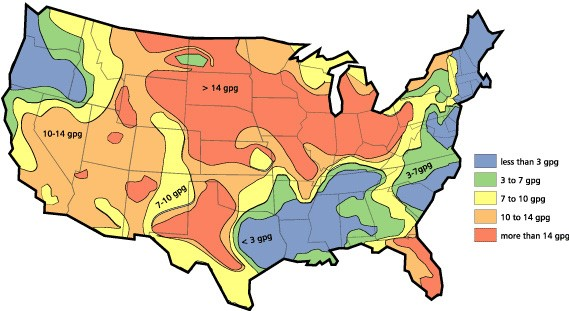 > 14 gpg
10-14 gpg
3-7gpg
7-10 gpg
< 3 gpg
less than 3 gpg
3 to 7 gpg
7 to 10 gpg
10 to 14 gpg
more than 14 gpg